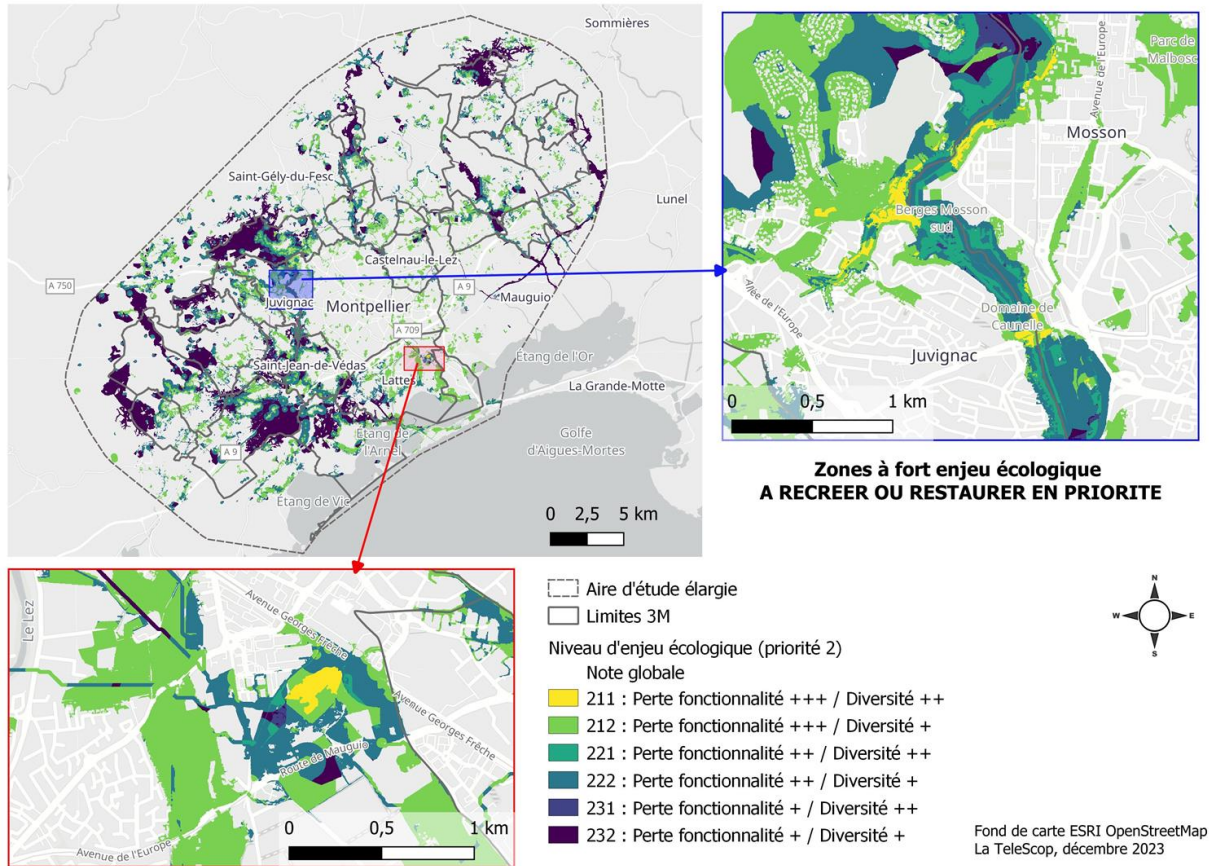 Sommières
Saint-Gély-du-Fesc
Lunel
Castelnau-le-Lez
A 750
A 9
Juvignac
Montpellier
Mauguio
A 709
Étang de l'Or
Saint-Jean-de-Védas
Lattes
La Grande-Motte
Étang de
l'Arnel
Golfe
d'Aigues-Mortes
A 9
Étang de Vic
0 2,5 5 km
Parc de
Malbosc
Avenue de l'Europe
Mosson
Berges Mosson
sud
Allée de l'Europe
Domaine de
Caunelle
Juvignac
0 0,5 1 km
Zones à fort enjeu écologique
A RECREER OU RESTAURER EN PRIORITE
Le Lez
Avenue Georges Frêche
Avenue Georges Frêche
Route de Mauguio
Avenue de l'Europe
0 0,5 1 km
Aire d'étude élargie
Limites 3M
Niveau d'enjeu écologique (priorité 2)
Note globale
211 : Perte fonctionnalité +++ / Diversité ++
212 : Perte fonctionnalité +++ / Diversité +
221 : Perte fonctionnalité ++ / Diversité ++
222 : Perte fonctionnalité ++ / Diversité +
231 : Perte fonctionnalité + / Diversité ++
232 : Perte fonctionnalité + / Diversité +
N
W E
S
Fond de carte ESRI OpenStreetMap
La TeleScop, décembre 2023